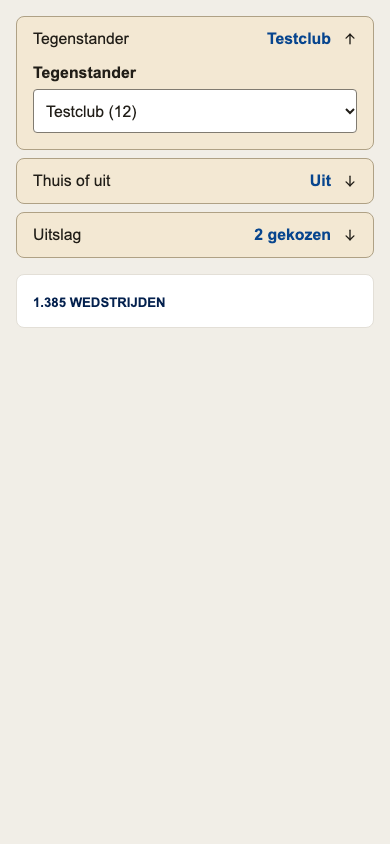 Tegenstander Testclub ↑
Tegenstander
Testclub (12)
Thuis of uit Uit ↓
Uitslag 2 gekozen ↓
1.385 WEDSTRIJDEN